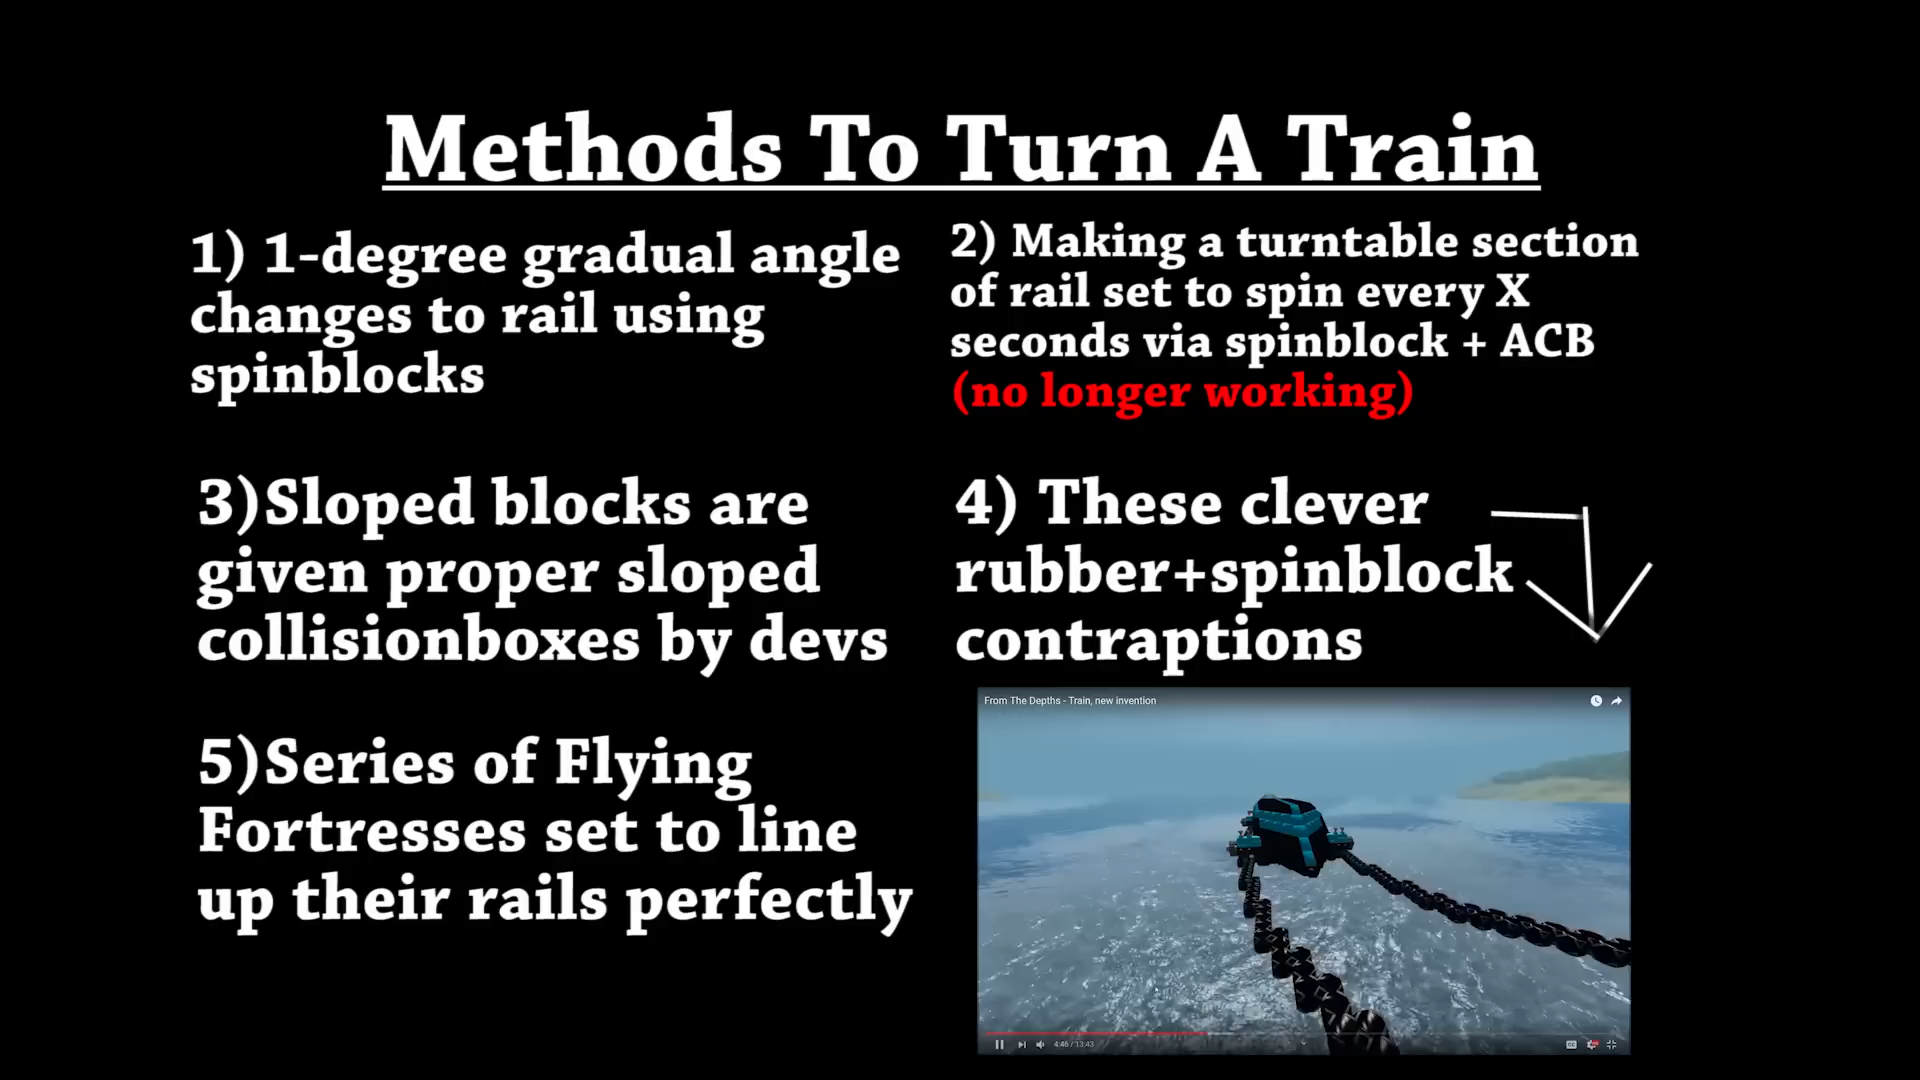 Methods To Turn A Train
1) 1-degree gradual angle
changes to rail using
spinblocks
2) Making a turntable section
of rail set to spin every X
seconds via spinblock + ACB
(no longer working)
3)Sloped blocks are
given proper sloped
collisionboxes by devs
4) These clever
rubber+spinblock
contraptions
5)Series of Flying
Fortresses set to line
up their rails perfectly
From The Depths - Train, new invention
4:46 / 13:43